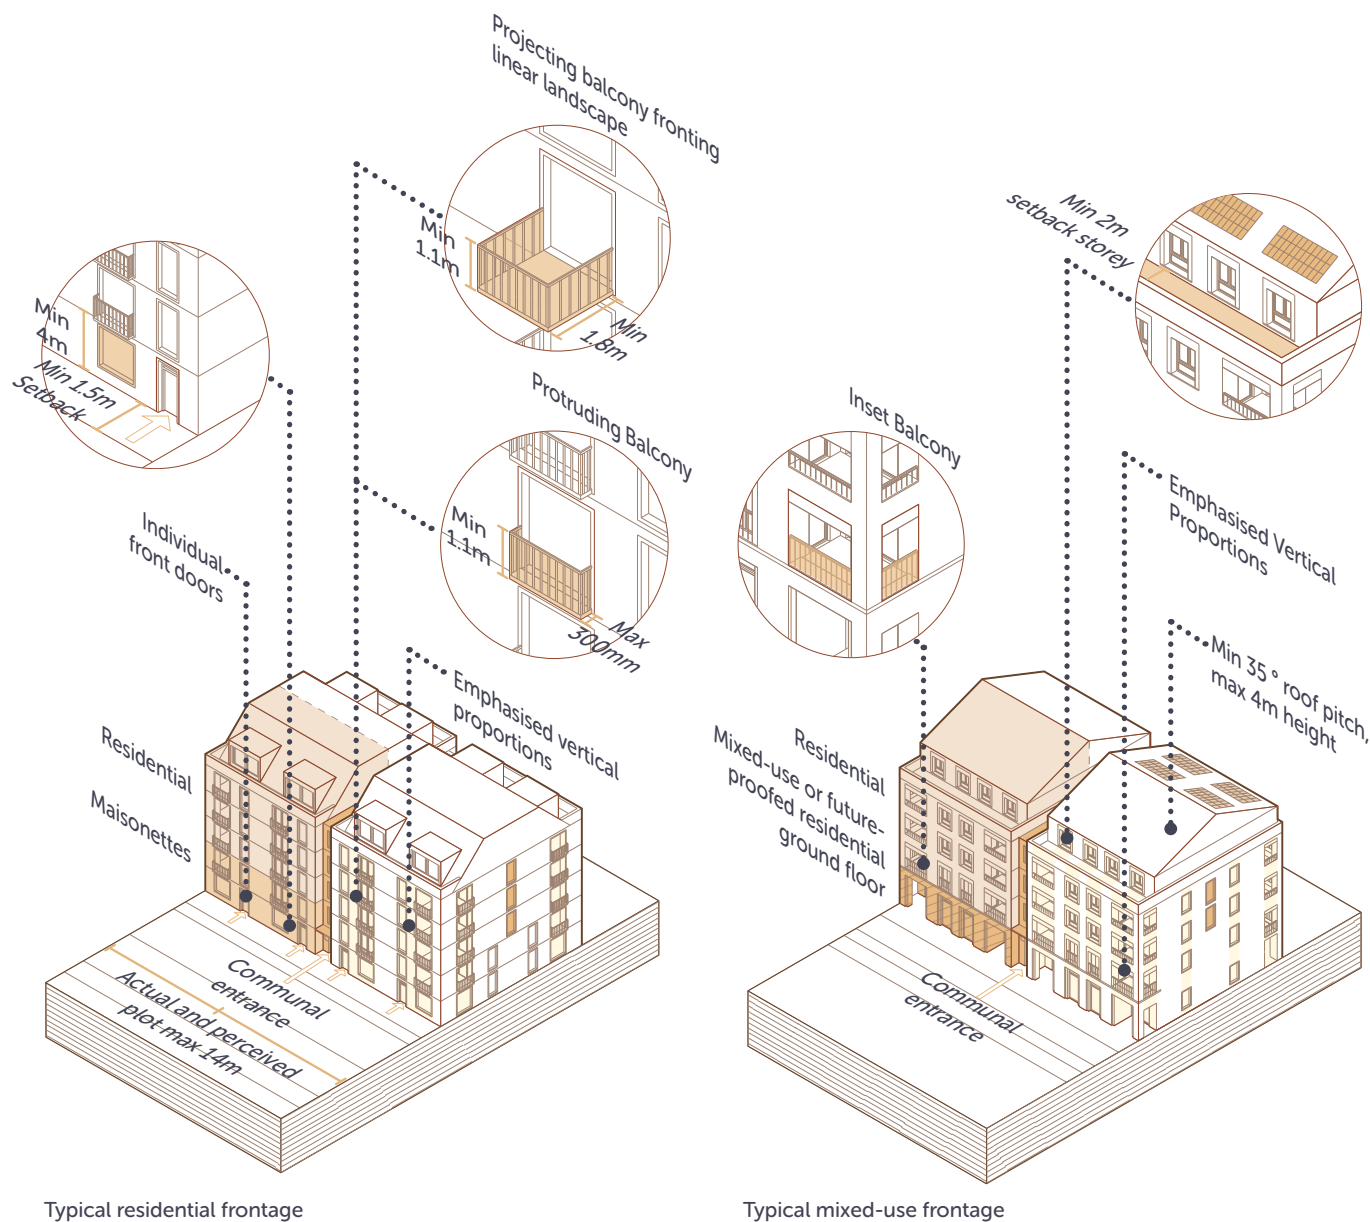 Projecting balcony fronting
linear landscape
Min
1.1m
Min
1.8m
Min
4m
Min 1.5m
Setback
Protruding Balcony
Min
1.1m
Max
300mm
Individual
front doors
Emphasised vertical
proportions
Residential
Maisonettes
Communal
entrance
Actual and perceived
plot max 14m
Typical residential frontage
Min 2m
setback storey
Inset Balcony
Emphasised Vertical
Proportions
Min 35° roof pitch,
max 4m height
Residential
Mixed-use or future-
proofed residential
ground floor
Communal
entrance
Typical mixed-use frontage